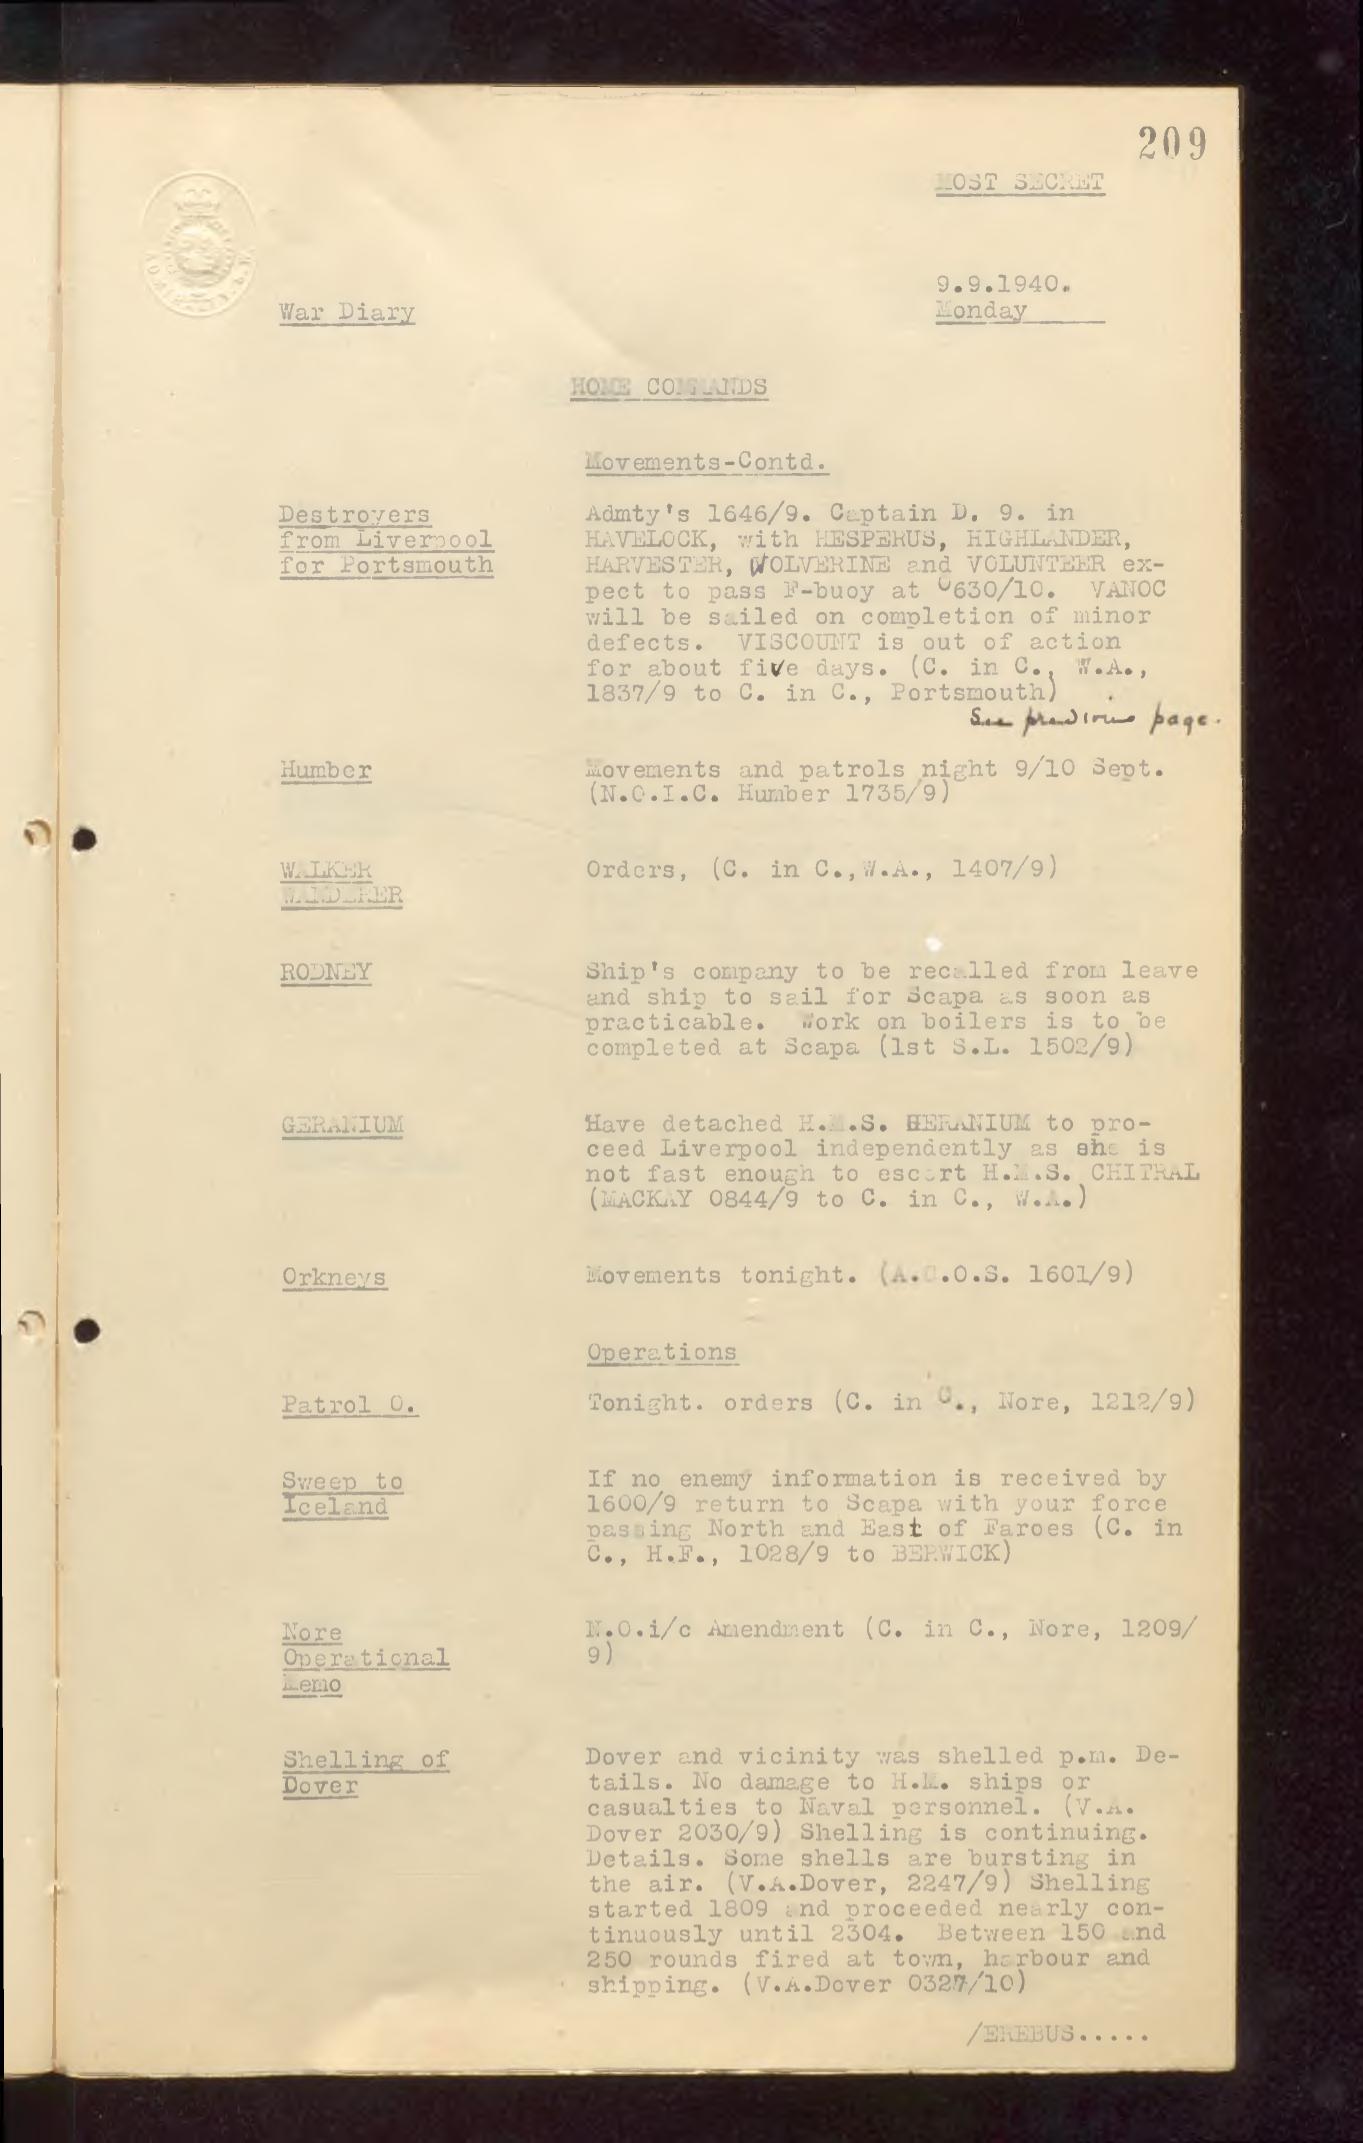 209
MOST SECRET
9.9.1940.
War Diary
Monday
HOME COMMANDS
Movements-Contd.
Destroyers
from Liverpool
for Portsmouth
Admty's 1646/9. Captain D. 9. in
HAVELOCK, with HESPERUS, HIGHLANDER,
HARVESTER, WOLVERINE and VOLUNTEER ex-
pect to pass F-buoy at 0630/10. VANOC
will be sailed on completion of minor
defects. VISCOUNT is out of action
for about five days. (C. in C., W.A.,
1837/9 to C. in C., Portsmouth)
See previous page.
Humber
Movements and patrols night 9/10 Sept.
(N.O.I.C. Humber 1735/9)
WALKER
WANDERER
Orders, (C. in C.,W.A., 1407/9)
RODNEY
Ship's company to be recalled from leave
and ship to sail for Scapa as soon as
practicable. Work on boilers is to be
completed at Scapa (1st S.L. 1502/9)
GERANIUM
Have detached H.M.S. GERANIUM to pro-
ceed Liverpool independently as she is
not fast enough to escort H.M.S. CHITRAL
(MACKAY 0844/9 to C. in C., W.A.)
Orkneys
Movements tonight. (A.C.O.S. 1601/9)
Operations
Patrol O.
Tonight. orders (C. in C., Nore, 1212/9)
Sweep to
Iceland
If no enemy information is received by
1600/9 return to Scapa with your force
passing North and East of Faroes (C. in
C., H.F., 1028/9 to BERWICK)
Nore
Operational
Memo
N.O.i/c Amendment (C. in C., Nore, 1209/
9)
Shelling of
Dover
Dover and vicinity was shelled p.m. De-
tails. No damage to H.M. ships or
casualties to Naval personnel. (V.A.
Dover 2030/9) Shelling is continuing.
Details. Some shells are bursting in
the air. (V.A.Dover, 2247/9) Shelling
started 1809 and proceeded nearly con-
tinuously until 2304. Between 150 and
250 rounds fired at town, harbour and
shipping. (V.A.Dover 0327/10)
/EREBUS.....